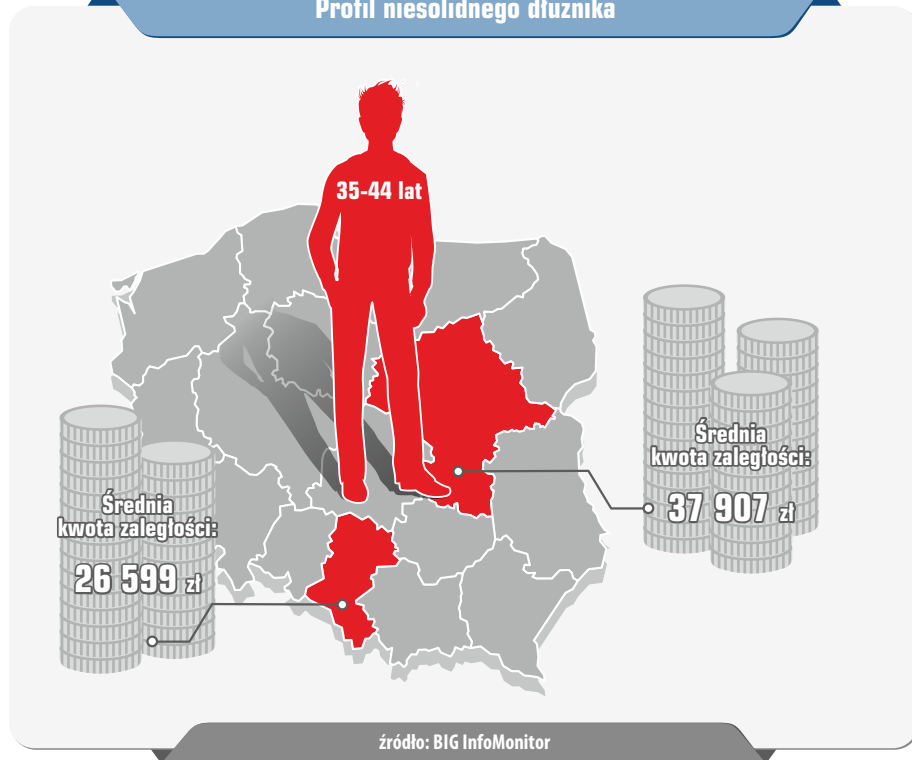 Profil niesolidnego dłużnika
35-44 lat
Średnia
kwota zaległości:
37 907 zł
Średnia
kwota zaległości:
26 599 zł
źródło: BIG InfoMonitor